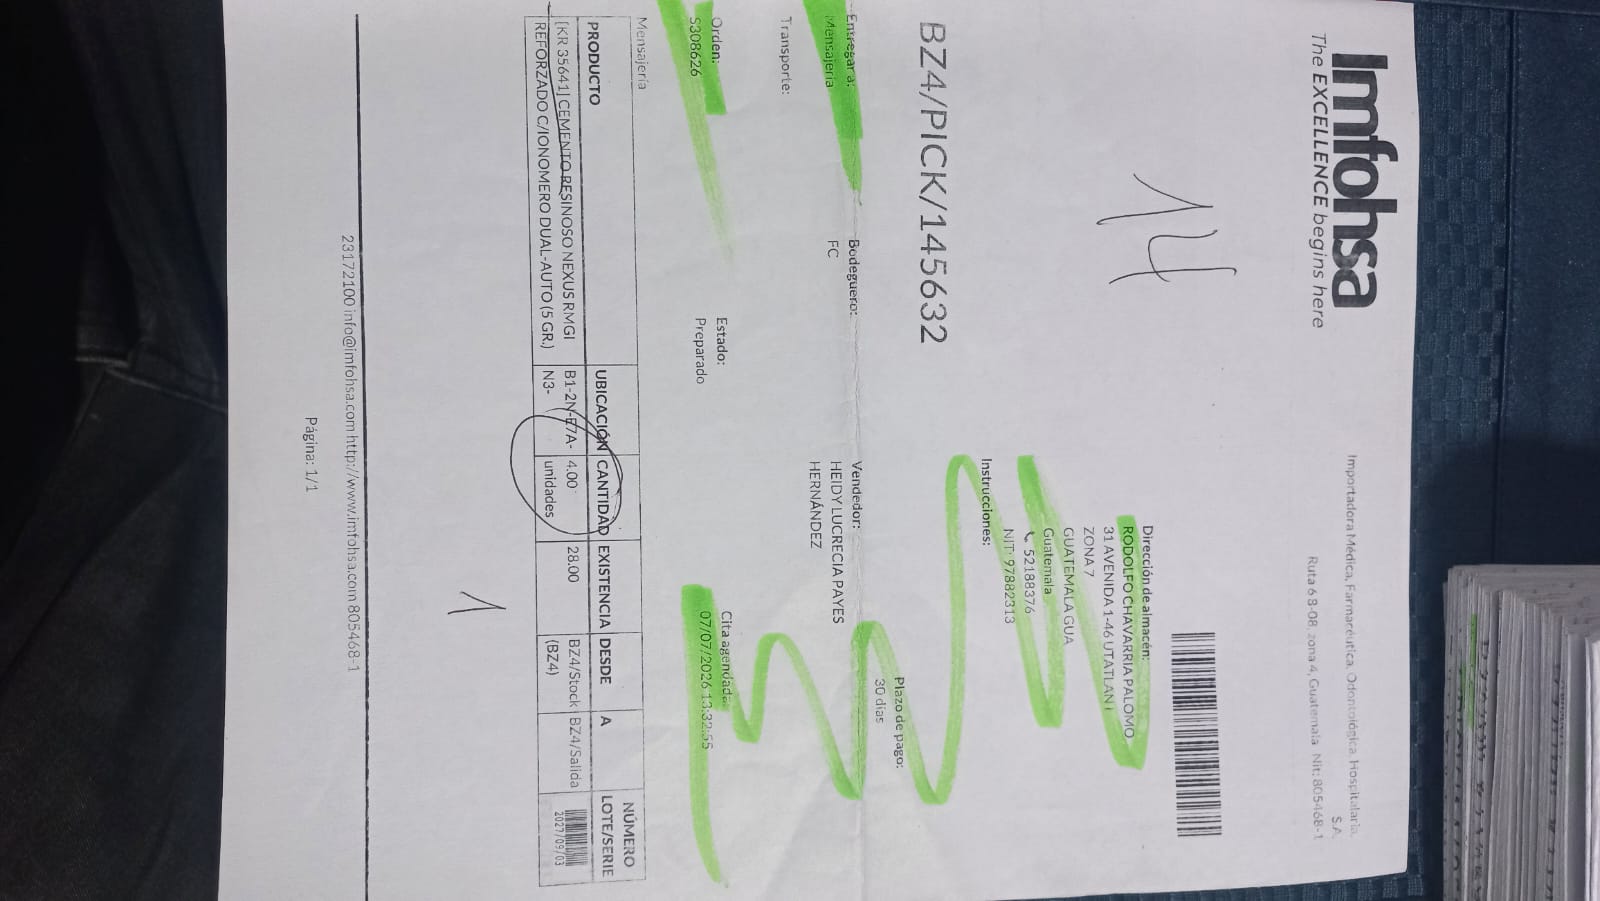 Imfohsa
The EXCELLENCE begins here
Importadora Médica, Farmacéutica, Odontológica, Hospitalaria,
S.A.
Ruta 6 8-08, zona 4, Guatemala Nit: 805468-1
14
Dirección de almacén:
RODOLFO CHAVARRIA PALOMO
31 AVENIDA 1-46 UTATLAN I
ZONA 7
GUATEMALA GUA
Guatemala
52188376
NIT: 97882313
Instrucciones:
BZ4/PICK/145632
Plazo de pago:
30 días
Entregar a:
Mensajería
Bodeguero:
FC
Vendedor:
HEIDY LUCRECIA PAYES
HERNÁNDEZ
Transporte:
Orden:
S308626
Estado:
Preparado
Cita agendada:
07/07/2026 13:32:55
Mensajería
PRODUCTO UBICACIÓN CANTIDAD EXISTENCIA DESDE A NÚMERO LOTE/SERIE
[KR 35641] CEMENTO RESINOSO NEXUS RMGI B1-2N-E7A- 4.00 28.00 BZ4/Stock BZ4/Salida
REFORZADO C/IONOMERO DUAL-AUTO (5 GR.) N3- unidades (BZ4) 2027/09/03
1
23172100 info@imfohsa.com http://www.imfohsa.com 805468-1
Página: 1/1